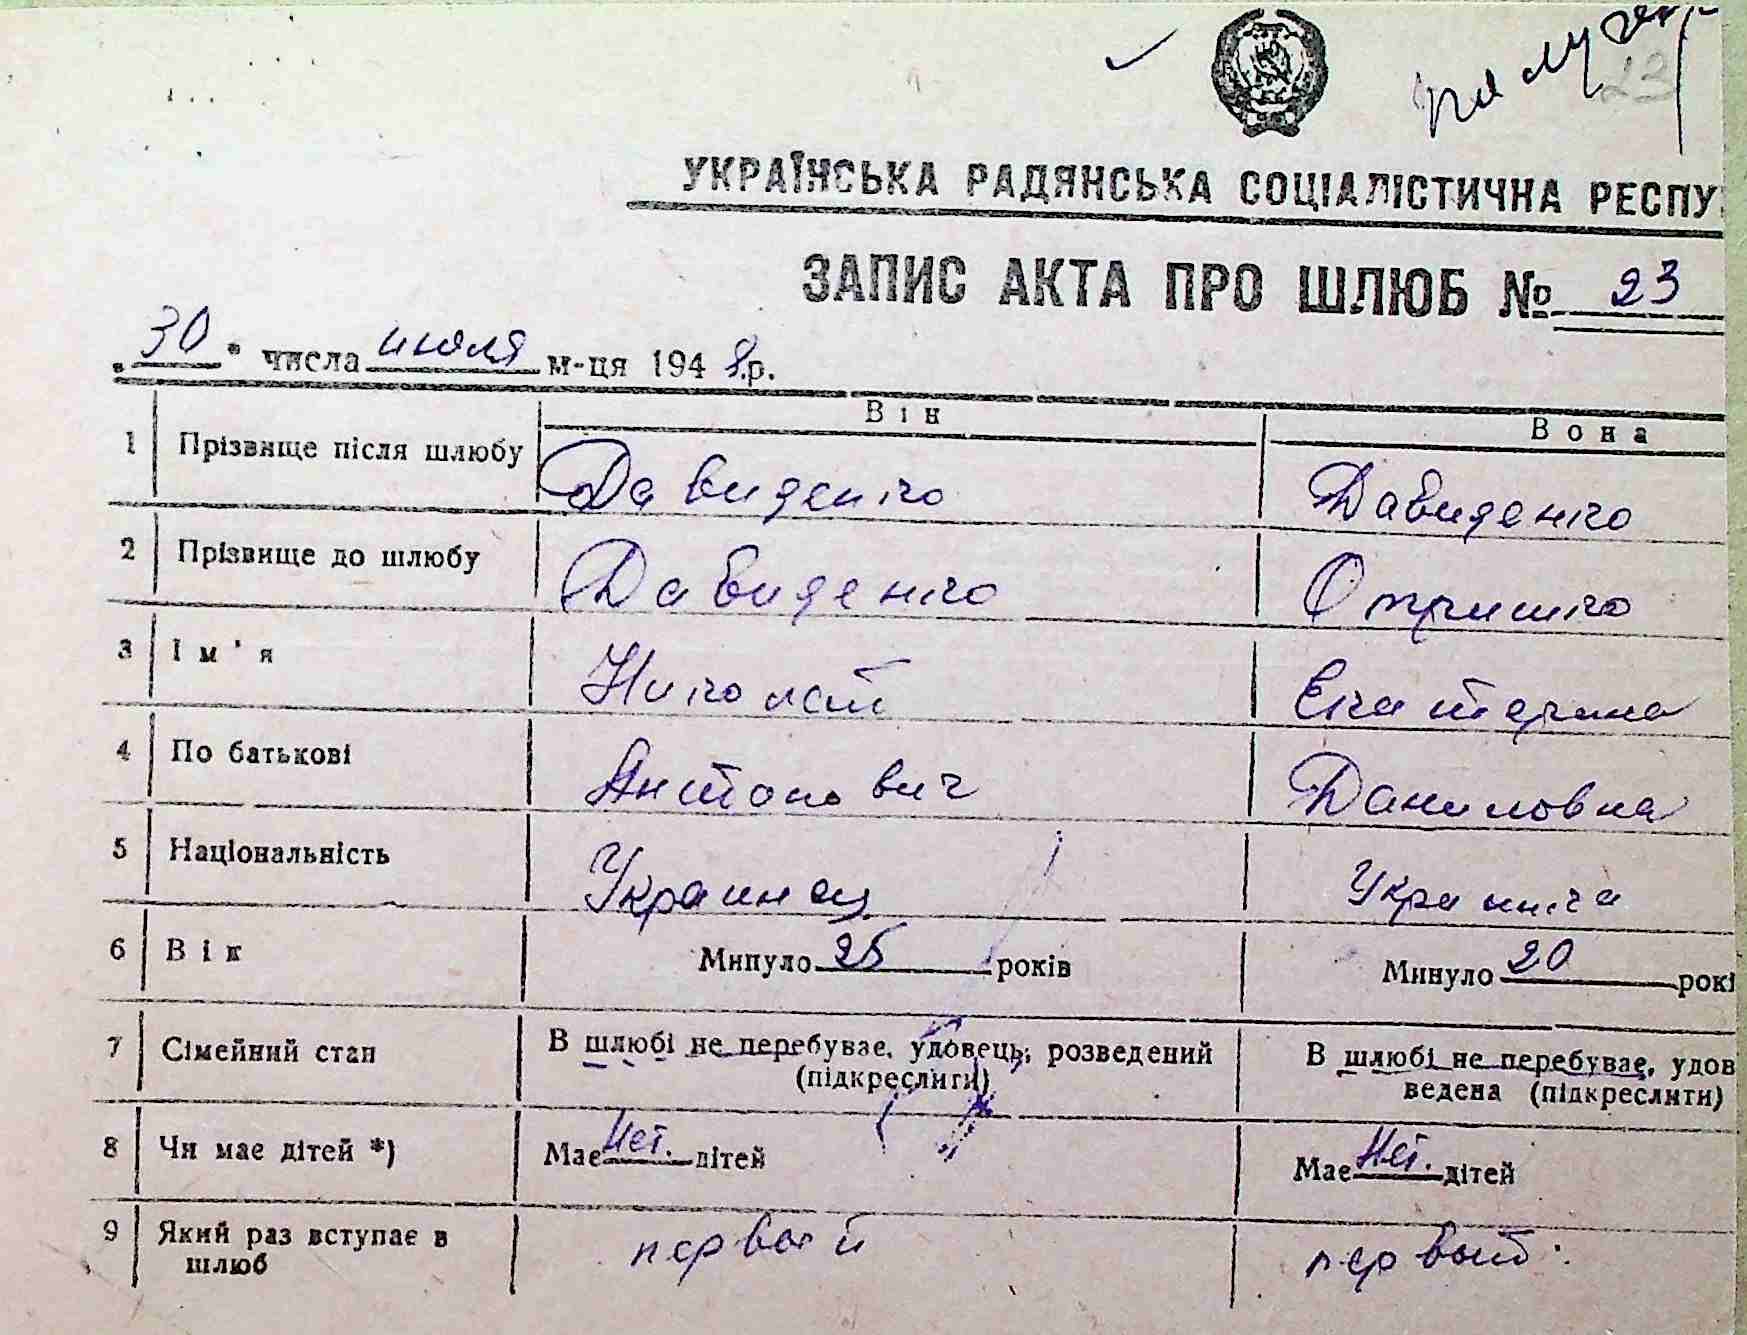 23
УКРАЇНСЬКА РАДЯНСЬКА СОЦІАЛІСТИЧНА РЕСПУ
ЗАПИС АКТА ПРО ШЛЮБ № 23
„30" числа июля м-ця 1948 р.
Він Вона
1 Прізвище після шлюбу Давиденко Давиденко
2 Прізвище до шлюбу Давиденко Отришко
3 Ім'я Николай Екатерина
4 По батькові Антонович Даниловна
5 Національність Украинец Украинка
6 Вік Минуло 25 років Минуло 20 рокі
7 Сімейний стан В шлюбі не перебуває, удовець, розведений В шлюбі не перебуває, удов
(підкреслити) ведена (підкреслити)
8 Чи має дітей *) Має Нет. дітей Має Нет. дітей
9 Який раз вступає в первый первый.
шлюб